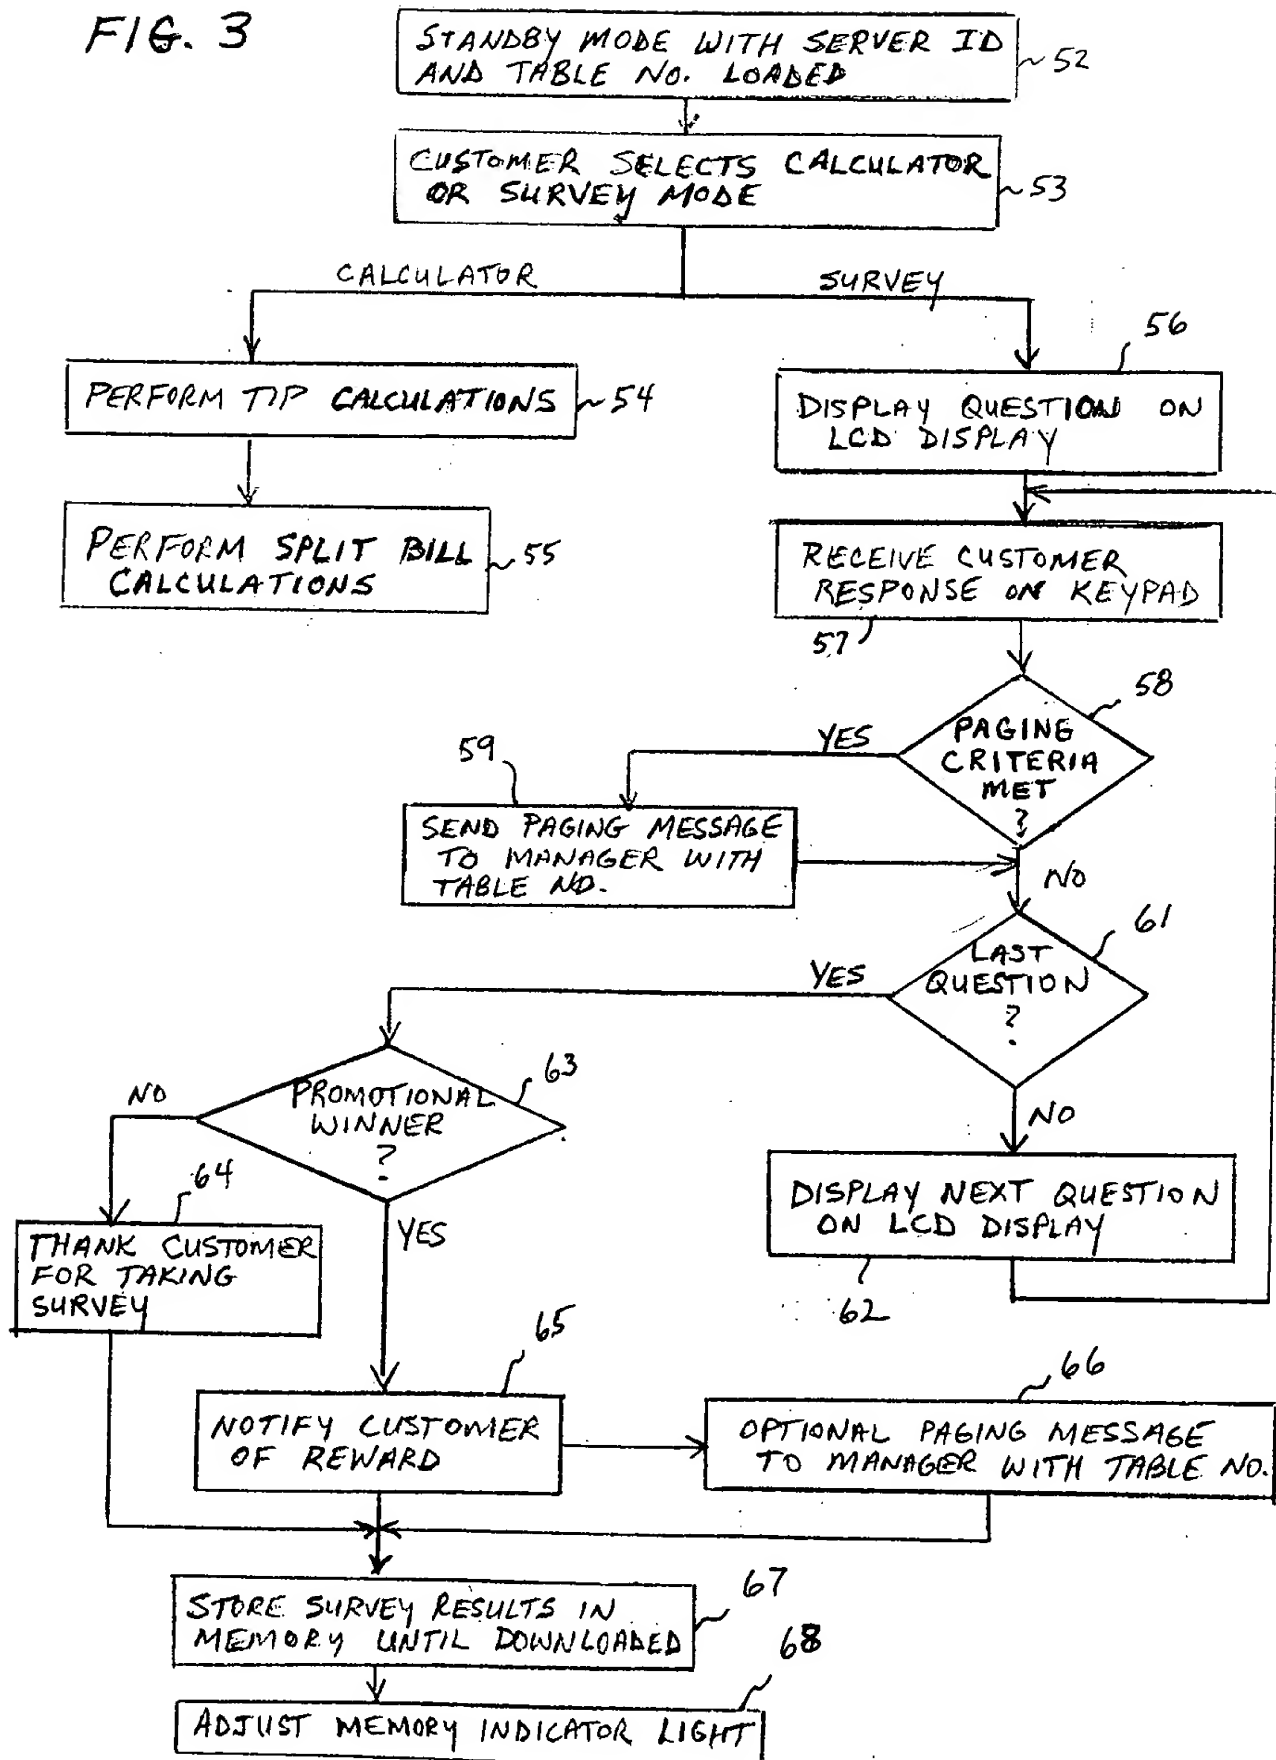 FIG. 3
STANDBY MODE WITH SERVER ID
AND TABLE NO. LOADED
52
CUSTOMER SELECTS CALCULATOR
OR SURVEY MODE
53
CALCULATOR
SURVEY
56
PERFORM TIP CALCULATIONS
54
DISPLAY QUESTION ON
LCD DISPLAY
PERFORM SPLIT BILL
CALCULATIONS
55
RECEIVE CUSTOMER
RESPONSE ON KEYPAD
57
58
PAGING
CRITERIA
MET
?
YES
59
SEND PAGING MESSAGE
TO MANAGER WITH
TABLE NO.
NO
61
LAST
QUESTION
?
YES
63
PROMOTIONAL
WINNER
?
NO
NO
64
THANK CUSTOMER
FOR TAKING
SURVEY
YES
DISPLAY NEXT QUESTION
ON LCD DISPLAY
62
65
NOTIFY CUSTOMER
OF REWARD
66
OPTIONAL PAGING MESSAGE
TO MANAGER WITH TABLE NO.
67
STORE SURVEY RESULTS IN
MEMORY UNTIL DOWNLOADED
68
ADJUST MEMORY INDICATOR LIGHT